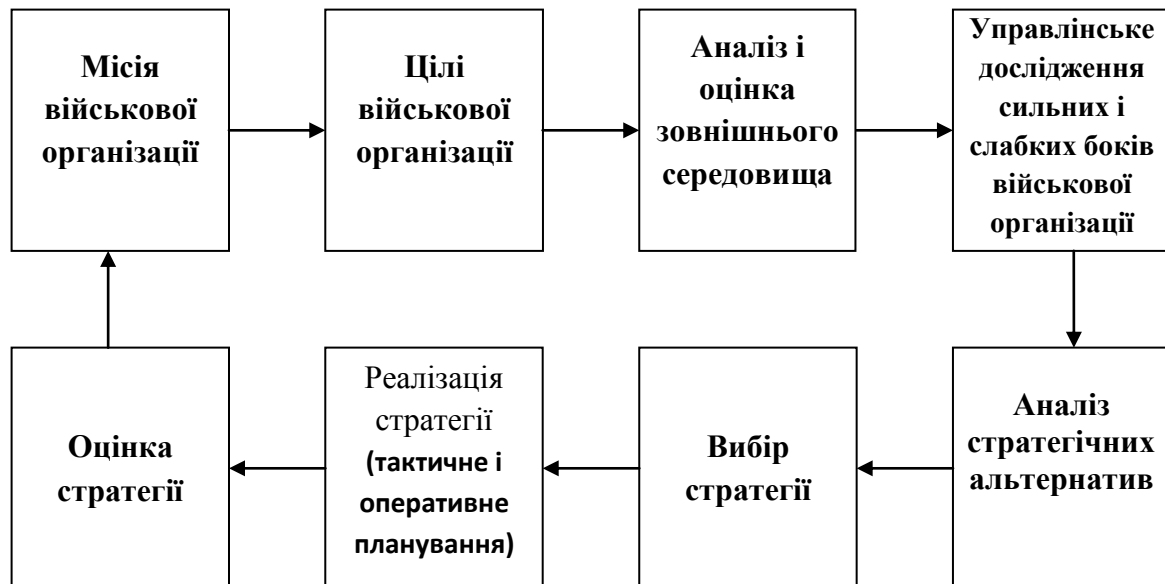 Місія
військової
організації
Цілі
військової
організації
Аналіз і
оцінка
зовнішнього
середовища
Управлінське
дослідження
сильних і
слабких боків
військової
організації
Аналіз
стратегічних
альтернатив
Вибір
стратегії
Реалізація
стратегії
(тактичне і
оперативне
планування)
Оцінка
стратегії